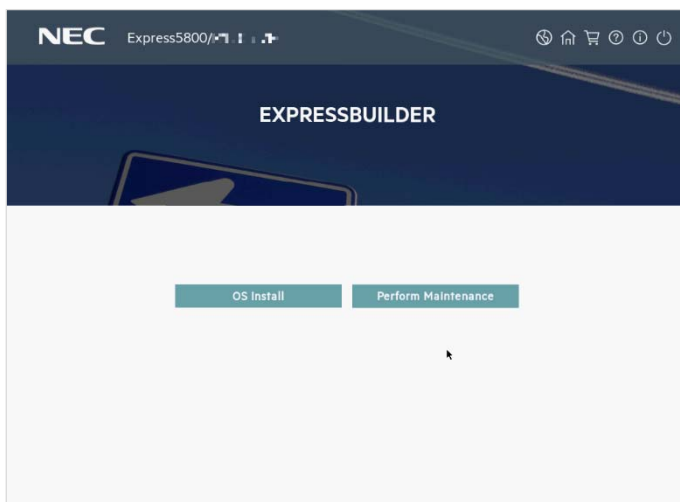 NEC Express5800/
EXPRESSBUILDER
OS Install
Perform Maintenance